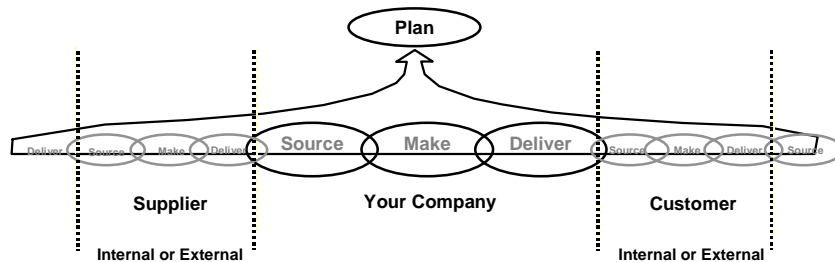 Plan
Deliver Source Make Deliver Source Make Deliver Source Make Deliver Source
Supplier Your Company Customer
Internal or External Internal or External